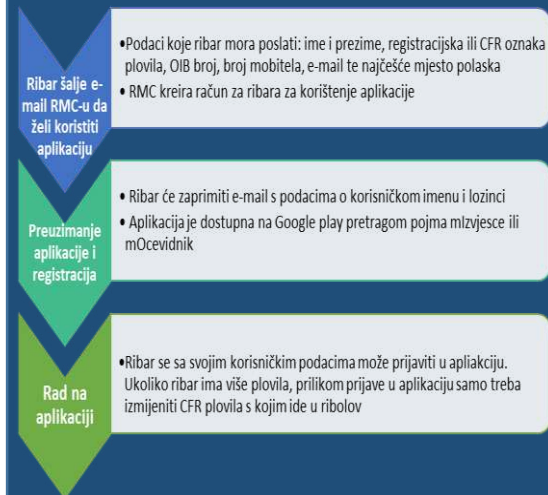 Ribar šalje e-
mail RMC-u da
želi koristiti
aplikaciju
•Podaci koje ribar mora poslati: ime i prezime, registracijska ili CFR oznaka
plovila, OIB broj, broj mobitela, e-mail te najčešće mjesto polaska
• RMC kreira račun za ribara za korištenje aplikacije
Preuzimanje
aplikacije i
registracija
• Ribar će zaprimiti e-mail s podacima o korisničkom imenu i lozinci
• Aplikacija je dostupna na Google play pretragom pojma mIzvjesce ili
mOcevidnik
Rad na
aplikaciji
•Ribar se sa svojim korisničkim podacima može prijaviti u apliakciju.
Ukoliko ribar ima više plovila, prilikom prijave u aplikaciju samo treba
izmijeniti CFR plovila s kojim ide u ribolov